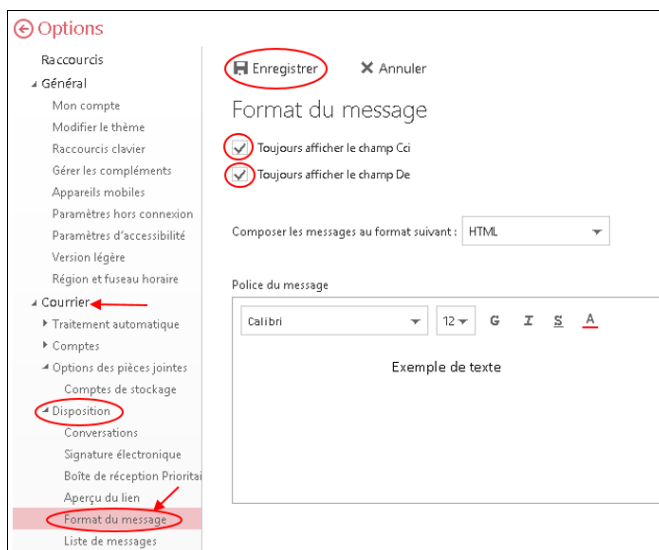 Options
Raccourcis
Général
Mon compte
Modifier le thème
Raccourcis clavier
Gérer les compléments
Appareils mobiles
Paramètres hors connexion
Paramètres d'accessibilité
Version légère
Région et fuseau horaire
Courrier
Traitement automatique
Comptes
Options des pièces jointes
Comptes de stockage
Disposition
Conversations
Signature électronique
Boîte de réception Prioritai
Aperçu du lien
Format du message
Liste de messages
Enregistrer Annuler
Format du message
Toujours afficher le champ Cci
Toujours afficher le champ De
Composer les messages au format suivant : HTML
Police du message
Calibri 12 G I S A
Exemple de texte